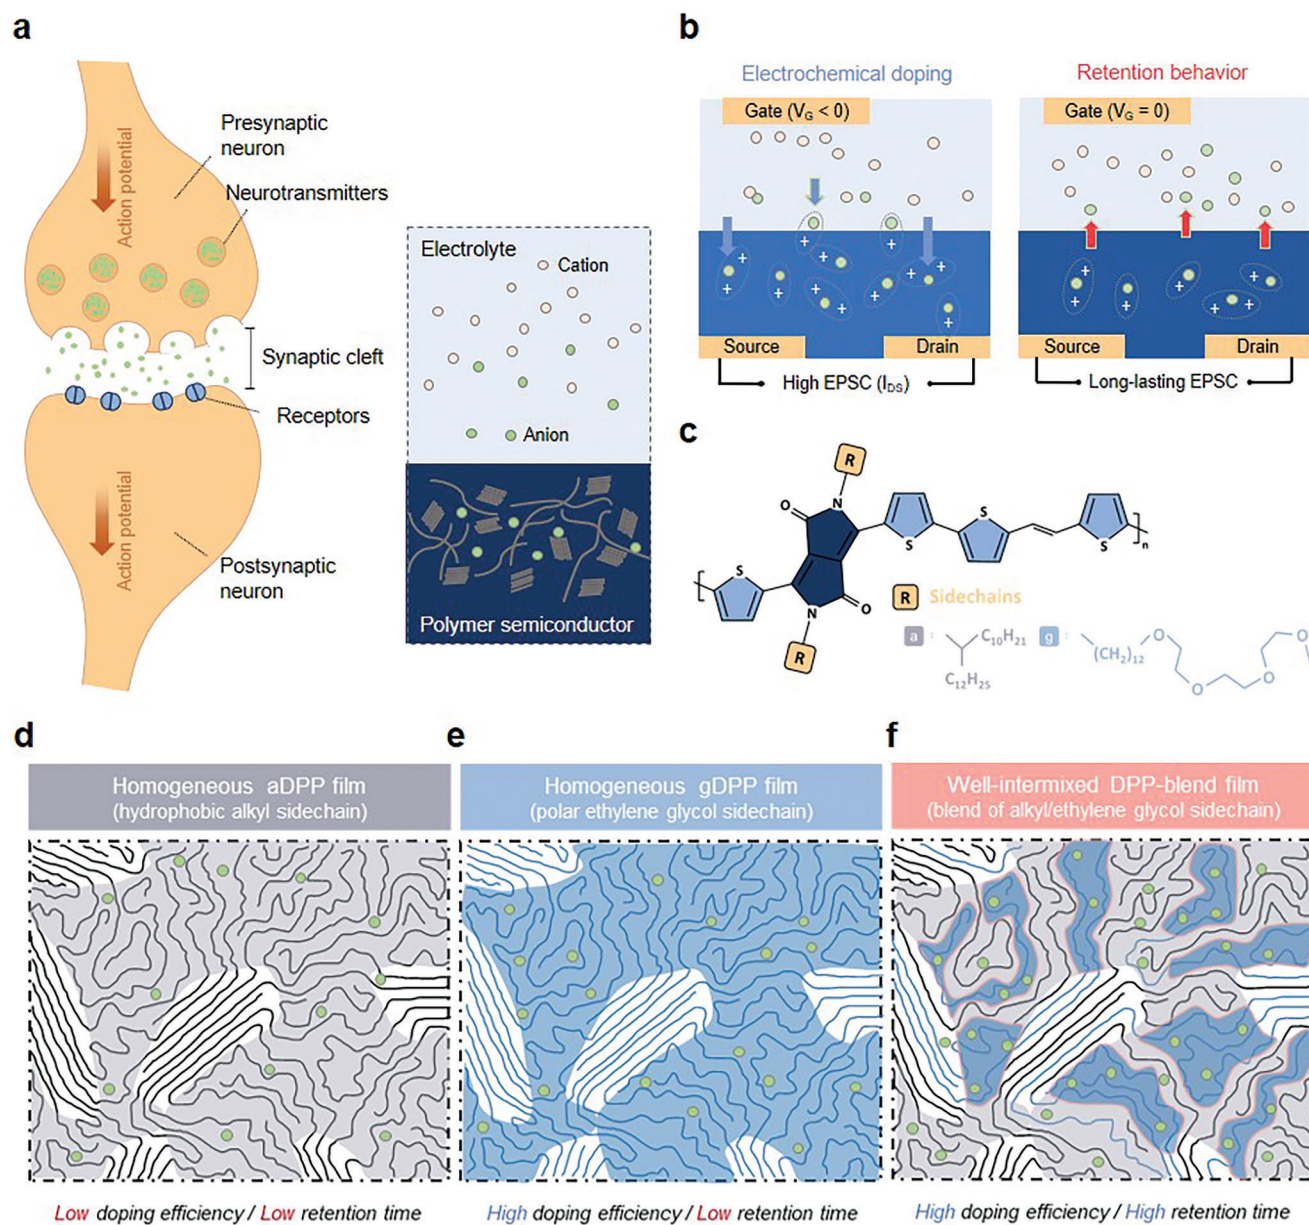 a
Action potential
Presynaptic
neuron
Neurotransmitters
Synaptic cleft
Receptors
Action potential
Postsynaptic
neuron
Electrolyte
Cation
Anion
Polymer semiconductor
b
Electrochemical doping
Gate (V_G < 0)
+
+
+
+
+
+
+
+
+
+
+
+
Source
Drain
High EPSC (I_DS)
Retention behavior
Gate (V_G = 0)
+
+
+
+
+
+
+
Source
Drain
Long-lasting EPSC
c
R
O
N
S
S
S
n
S
N
O
R
R Sidechains
a :
C10H21
C12H25
g :
(CH2)12
O
O
O
O
d
Homogeneous aDPP film
(hydrophobic alkyl sidechain)
Low doping efficiency / Low retention time
e
Homogeneous gDPP film
(polar ethylene glycol sidechain)
High doping efficiency / Low retention time
f
Well-intermixed DPP-blend film
(blend of alkyl/ethylene glycol sidechain)
High doping efficiency / High retention time